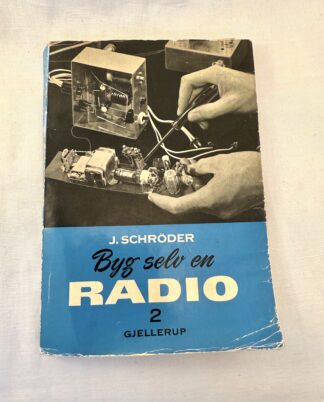 J. SCHRÖDER
Byg selv en
RADIO
2
GJELLERUP